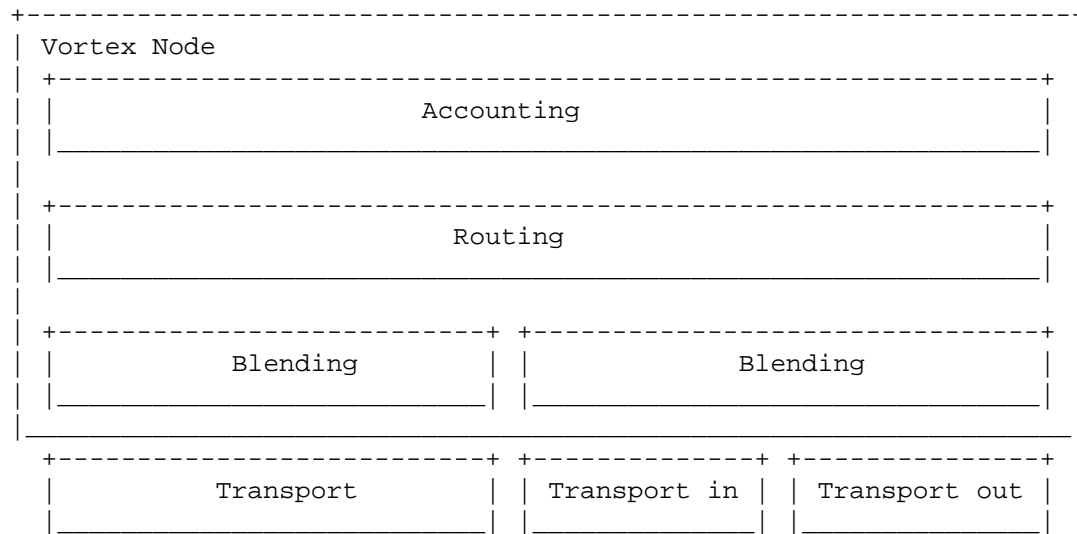 Vortex Node
Accounting
Routing
Blending Blending
Transport Transport in Transport out